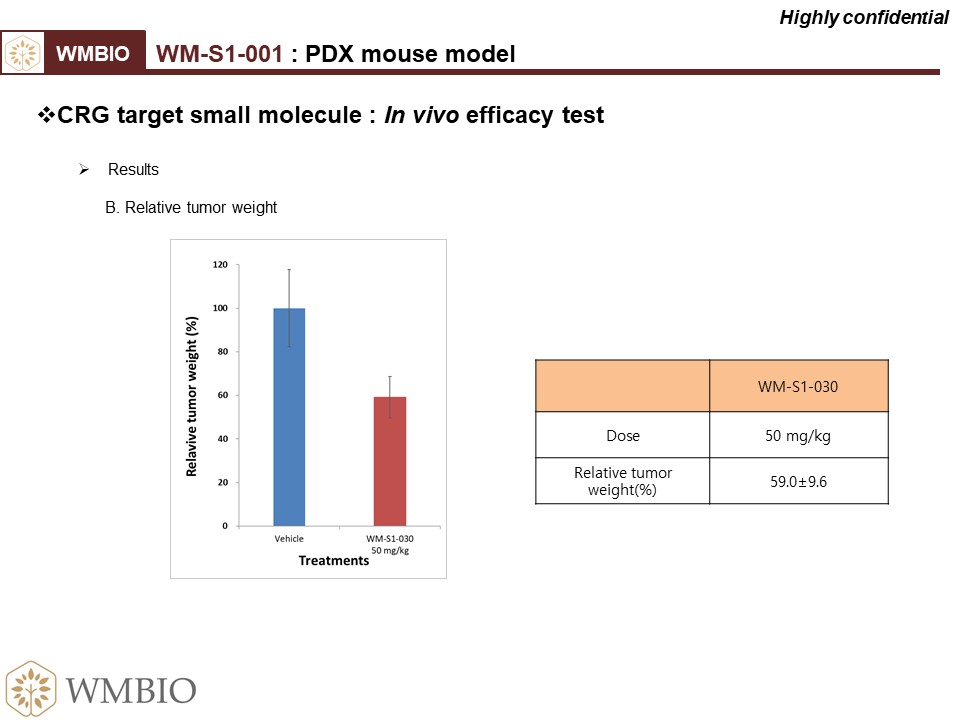 Highly confidential
WMBIO WM-S1-001 : PDX mouse model
❖CRG target small molecule : In vivo efficacy test
➢ Results
B. Relative tumor weight
120
100
80
60
40
20
0
Relavive tumor weight (%)
Vehicle
WM-S1-030
50 mg/kg
Treatments
WM-S1-030
Dose 50 mg/kg
Relative tumor
weight(%) 59.0±9.6
WMBIO